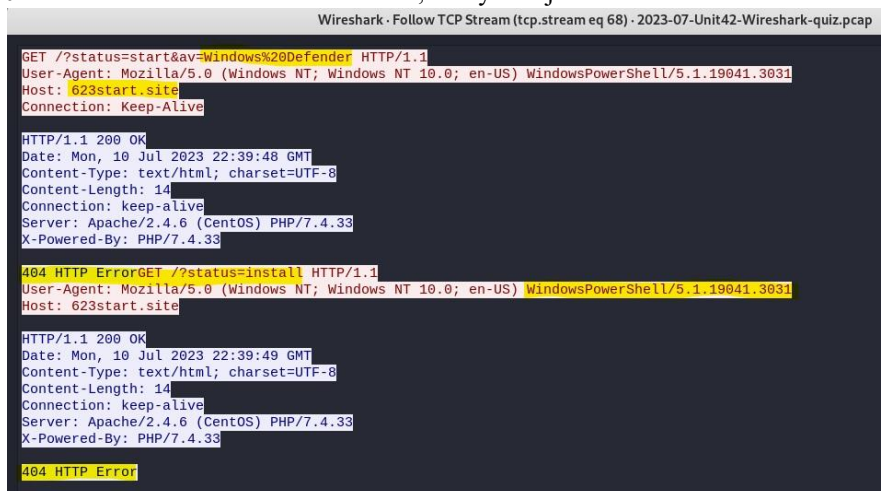 Wireshark · Follow TCP Stream (tcp.stream eq 68) · 2023-07-Unit42-Wireshark-quiz.pcap
GET /?status=start&av=Windows%20Defender HTTP/1.1
User-Agent: Mozilla/5.0 (Windows NT; Windows NT 10.0; en-US) WindowsPowerShell/5.1.19041.3031
Host: 623start.site
Connection: Keep-Alive
HTTP/1.1 200 OK
Date: Mon, 10 Jul 2023 22:39:48 GMT
Content-Type: text/html; charset=UTF-8
Content-Length: 14
Connection: keep-alive
Server: Apache/2.4.6 (CentOS) PHP/7.4.33
X-Powered-By: PHP/7.4.33
404 HTTP ErrorGET /?status=install HTTP/1.1
User-Agent: Mozilla/5.0 (Windows NT; Windows NT 10.0; en-US) WindowsPowerShell/5.1.19041.3031
Host: 623start.site
HTTP/1.1 200 OK
Date: Mon, 10 Jul 2023 22:39:49 GMT
Content-Type: text/html; charset=UTF-8
Content-Length: 14
Connection: keep-alive
Server: Apache/2.4.6 (CentOS) PHP/7.4.33
X-Powered-By: PHP/7.4.33
404 HTTP Error